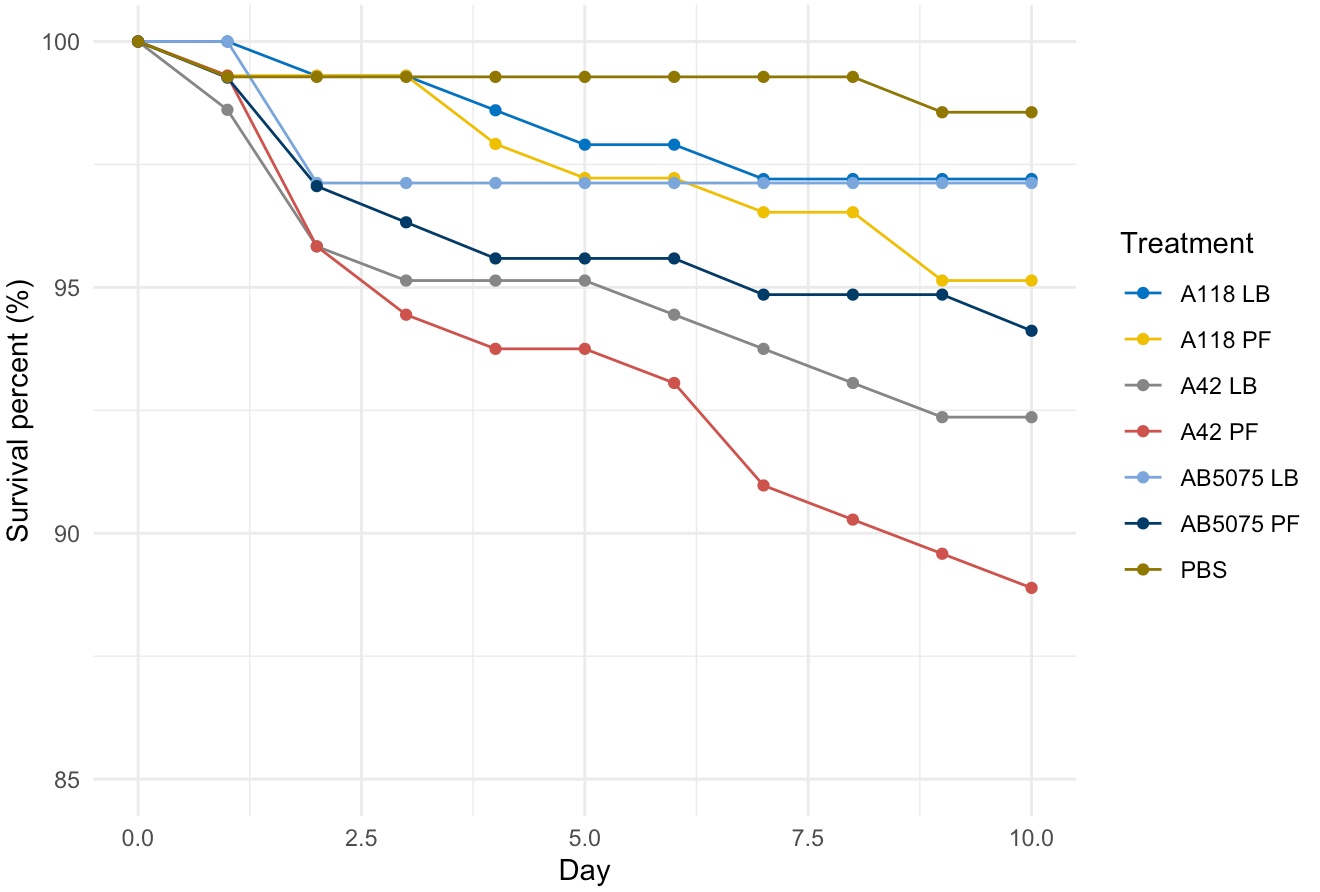 Survival percent (%)
100
95
90
85
0.0 2.5 5.0 7.5 10.0
Day
Treatment
A118 LB
A118 PF
A42 LB
A42 PF
AB5075 LB
AB5075 PF
PBS